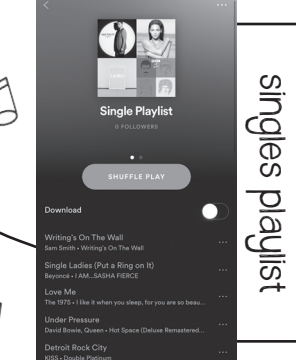 Single Playlist
0 FOLLOWERS
SHUFFLE PLAY
Download
Writing's On The Wall
Sam Smith • Writing's On The Wall
Single Ladies (Put a Ring on It)
Beyoncé • I AM...SASHA FIERCE
Love Me
The 1975 • I like it when you sleep, for you are so beau...
Under Pressure
David Bowie, Queen • Hot Space (Deluxe Remastered...
Detroit Rock City
KISS • Double Platinum
singles playlist